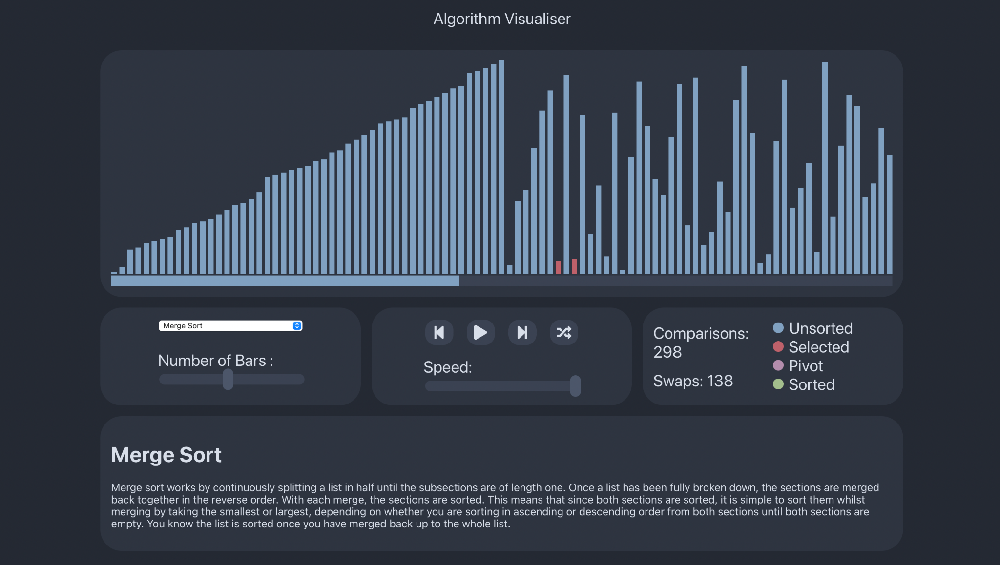 Algorithm Visualiser
Merge Sort
Number of Bars :
Speed:
Comparisons:
298
Swaps: 138
Unsorted
Selected
Pivot
Sorted
Merge Sort
Merge sort works by continuously splitting a list in half until the subsections are of length one. Once a list has been fully broken down, the sections are merged
back together in the reverse order. With each merge, the sections are sorted. This means that since both sections are sorted, it is simple to sort them whilst
merging by taking the smallest or largest, depending on whether you are sorting in ascending or descending order from both sections until both sections are
empty. You know the list is sorted once you have merged back up to the whole list.